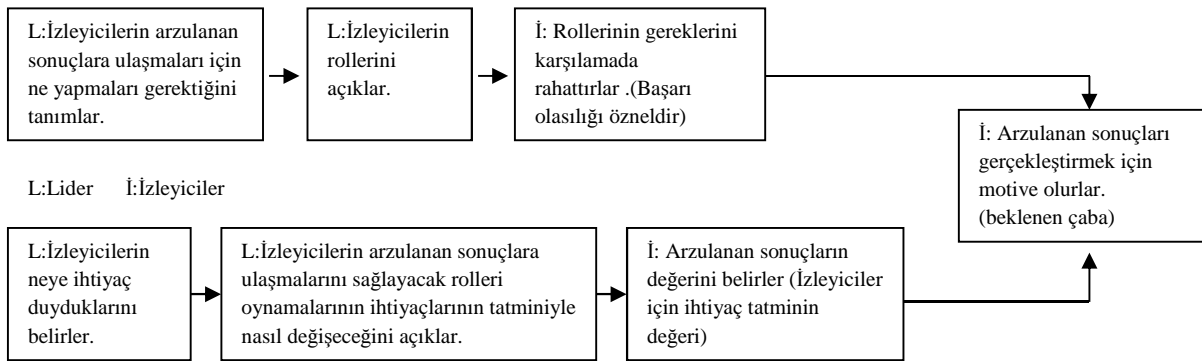 L:İzleyicilerin arzulanan
sonuçlara ulaşmaları için
ne yapmaları gerektiğini
tanımlar.
L:İzleyicilerin
rollerini
açıklar.
İ: Rollerinin gereklerini
karşılamada
rahattırlar .(Başarı
olasılığı özneldir)
İ: Arzulanan sonuçları
gerçekleştirmek için
motive olurlar.
(beklenen çaba)
L:Lider İ:İzleyiciler
L:İzleyicilerin
neye ihtiyaç
duyduklarını
belirler.
L:İzleyicilerin arzulanan sonuçlara
ulaşmalarını sağlayacak rolleri
oynamalarının ihtiyaçlarının tatminiyle
nasıl değişeceğini açıklar.
İ: Arzulanan sonuçların
değerini belirler (İzleyiciler
için ihtiyaç tatminin
değeri)